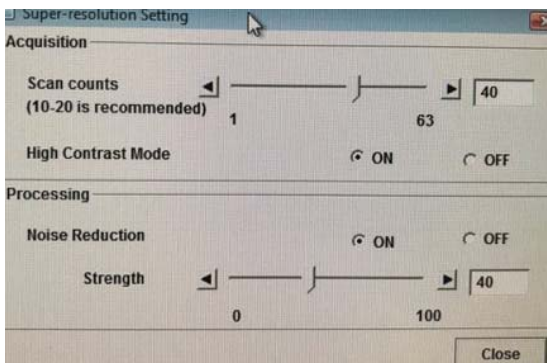 Super-resolution Setting
Acquisition
Scan counts
(10-20 is recommended)
40
1 63
High Contrast Mode ON OFF
Processing
Noise Reduction ON OFF
Strength 40
0 100
Close